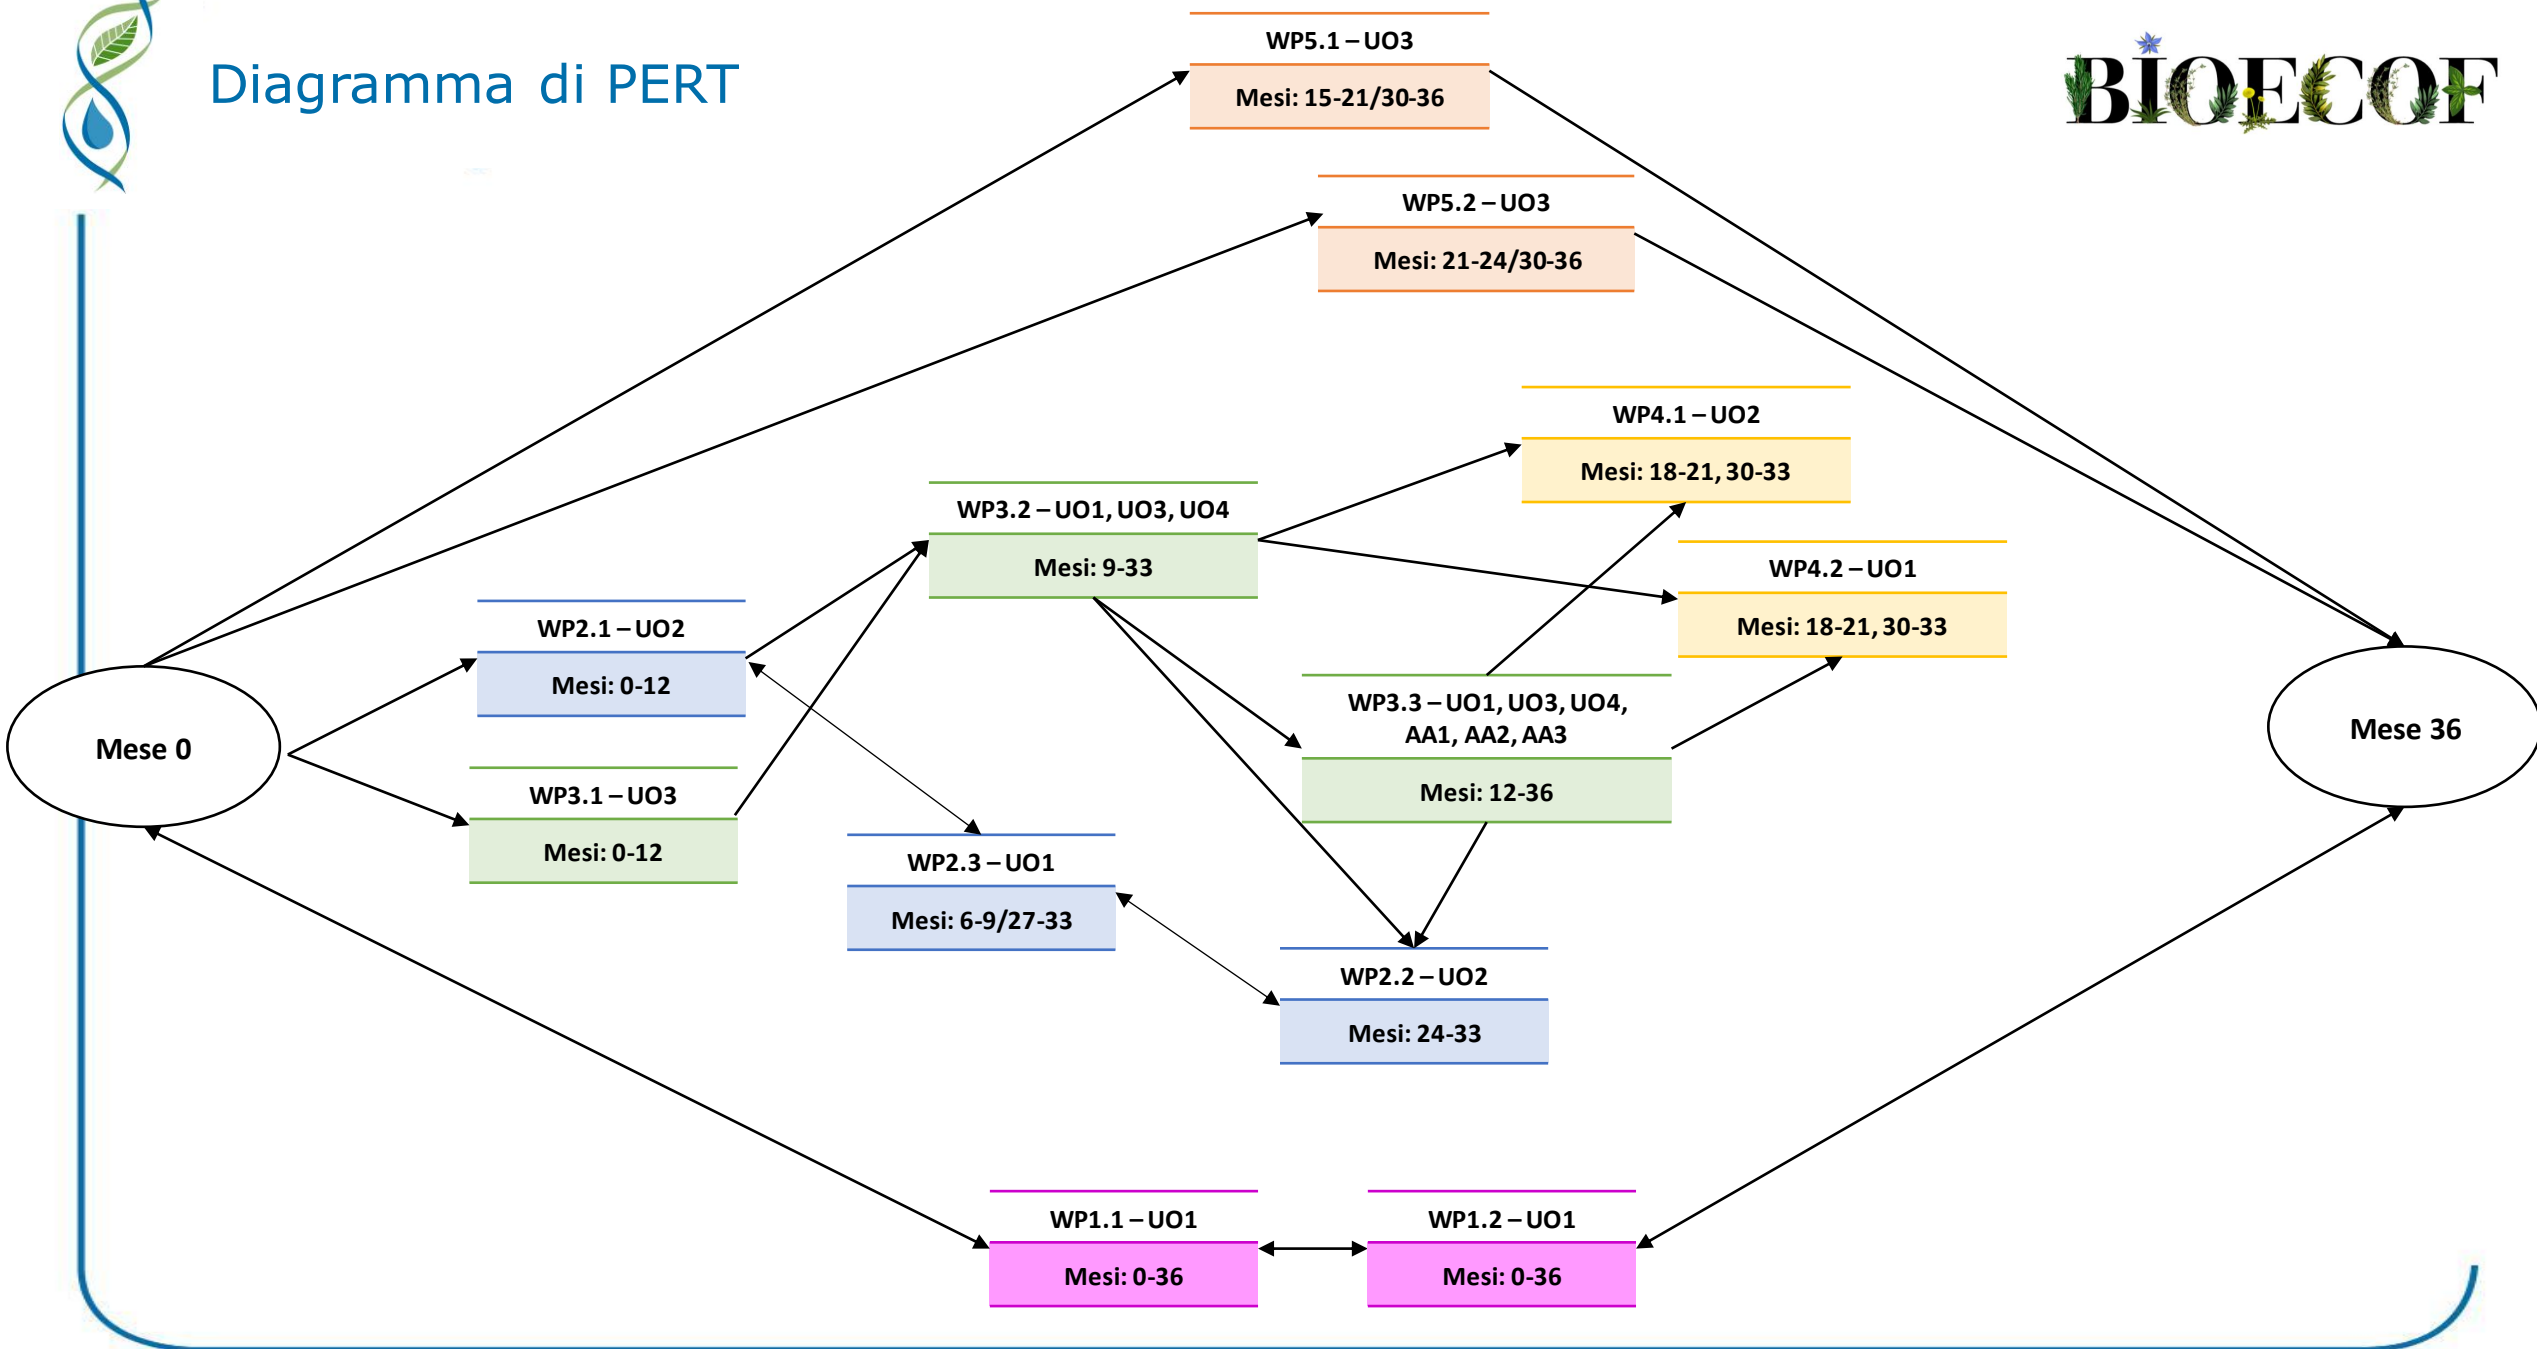 Diagramma di PERT
BIOECOF
WP5.1 – UO3
Mesi: 15-21/30-36
WP5.2 – UO3
Mesi: 21-24/30-36
WP4.1 – UO2
Mesi: 18-21, 30-33
WP3.2 – UO1, UO3, UO4
Mesi: 9-33
WP4.2 – UO1
Mesi: 18-21, 30-33
WP2.1 – UO2
Mesi: 0-12
WP3.3 – UO1, UO3, UO4,
AA1, AA2, AA3
Mesi: 12-36
Mese 0
Mese 36
WP3.1 – UO3
Mesi: 0-12
WP2.3 – UO1
Mesi: 6-9/27-33
WP2.2 – UO2
Mesi: 24-33
WP1.1 – UO1
Mesi: 0-36
WP1.2 – UO1
Mesi: 0-36